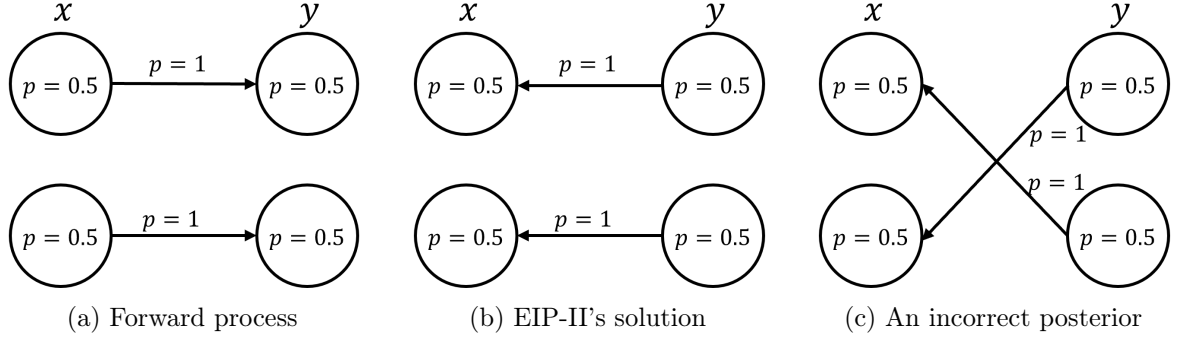 x y x y x y
p = 1 p = 1
p = 0.5 p = 0.5 p = 0.5 p = 0.5 p = 0.5 p = 0.5
p = 1
p = 1
p = 1 p = 1
p = 0.5 p = 0.5 p = 0.5 p = 0.5 p = 0.5 p = 0.5
(a) Forward process (b) EIP-II's solution (c) An incorrect posterior